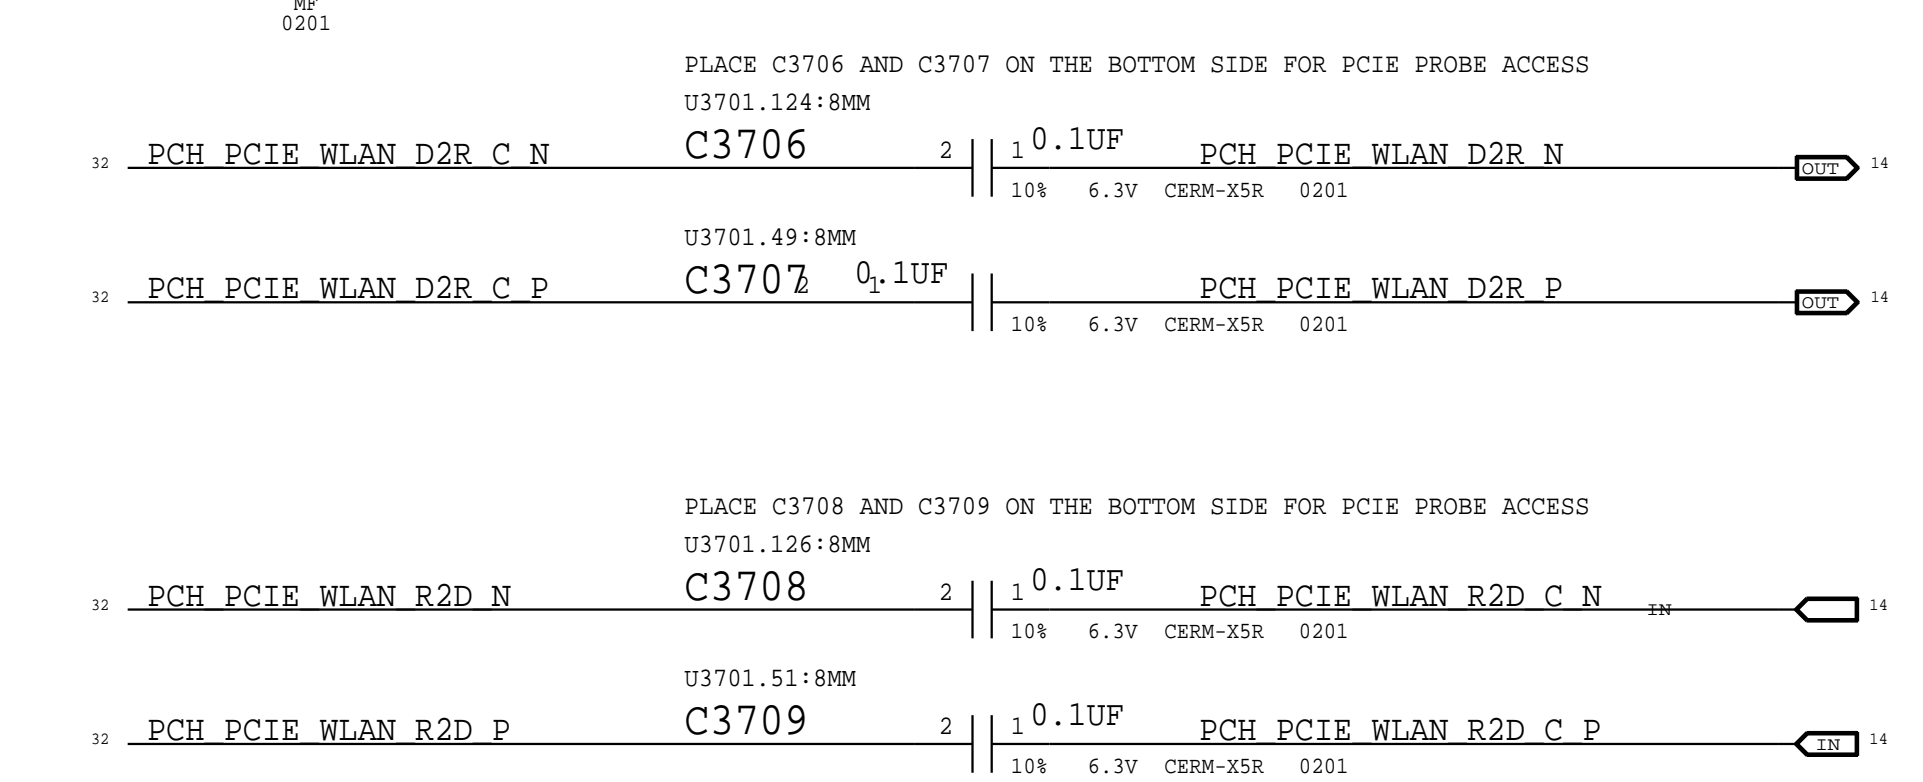 MF
0201
PLACE C3706 AND C3707 ON THE BOTTOM SIDE FOR PCIE PROBE ACCESS
U3701.124:8MM
32 PCH_PCIE_WLAN_D2R_C_N C3706 2 1 0.1UF PCH_PCIE_WLAN_D2R_N OUT 14
10% 6.3V CERM-X5R 0201
U3701.49:8MM
32 PCH_PCIE_WLAN_D2R_C_P C3707 2 0.1UF 1 PCH_PCIE_WLAN_D2R_P OUT 14
10% 6.3V CERM-X5R 0201
PLACE C3708 AND C3709 ON THE BOTTOM SIDE FOR PCIE PROBE ACCESS
U3701.126:8MM
32 PCH_PCIE_WLAN_R2D_N C3708 2 1 0.1UF PCH_PCIE_WLAN_R2D_C_N IN 14
10% 6.3V CERM-X5R 0201
U3701.51:8MM
32 PCH_PCIE_WLAN_R2D_P C3709 2 1 0.1UF PCH_PCIE_WLAN_R2D_C_P IN 14
10% 6.3V CERM-X5R 0201